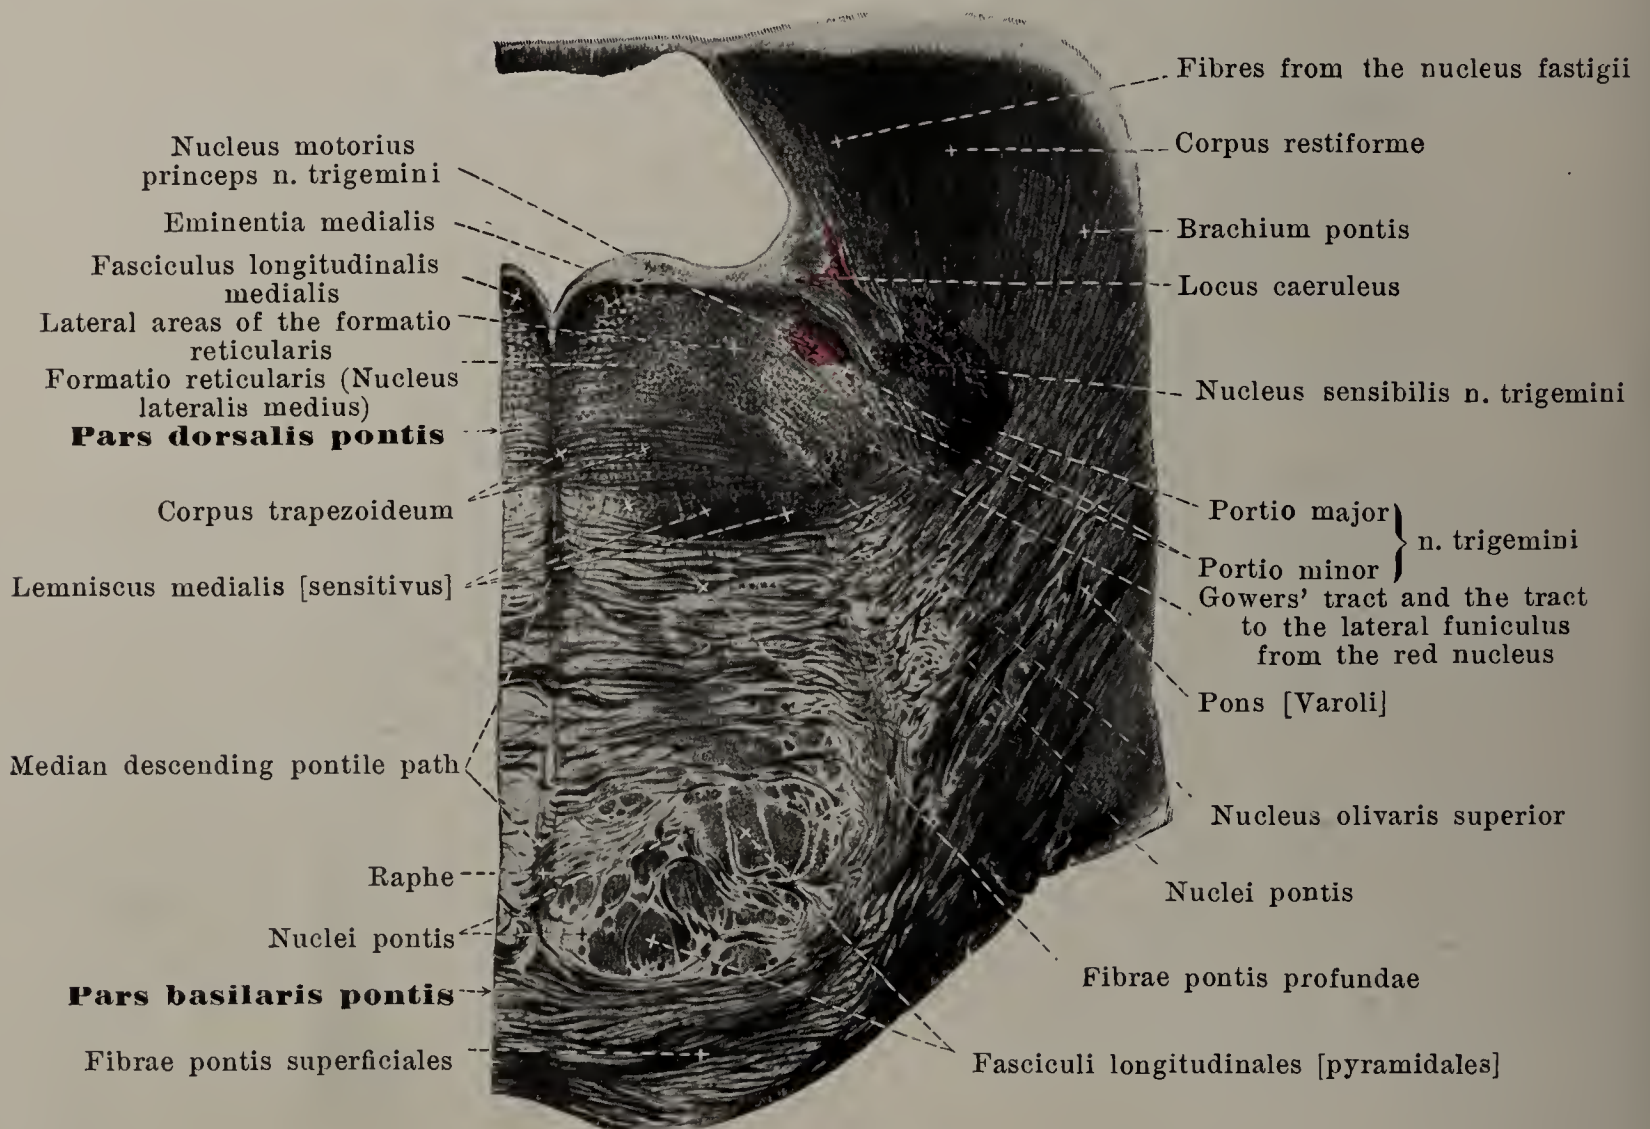 Nucleus motorius
princeps n. trigemini
Eminentia medialis
Fasciculus longitudinalis
medialis
Lateral areas of the formatio
reticularis
Formatio reticularis (Nucleus
lateralis medius)
Pars dorsalis pontis
Corpus trapezoideum
Lemniscus medialis [sensitivus]
Median descending pontile path
Raphe
Nuclei pontis
Pars basilaris pontis
Fibrae pontis superficiales
Fibres from the nucleus fastigii
Corpus restiforme
Brachium pontis
Locus caeruleus
Nucleus sensibilis n. trigemini
Portio major
n. trigemini
Portio minor
Gowers' tract and the tract
to the lateral funiculus
from the red nucleus
Pons [Varoli]
Nucleus olivaris superior
Nuclei pontis
Fibrae pontis profundae
Fasciculi longitudinales [pyramidales]